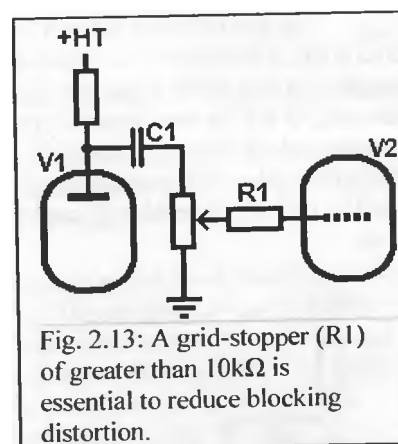 +HT
C1
V1
V2
R1
Fig. 2.13: A grid-stopper (R1)
of greater than 10kΩ is
essential to reduce blocking
distortion.